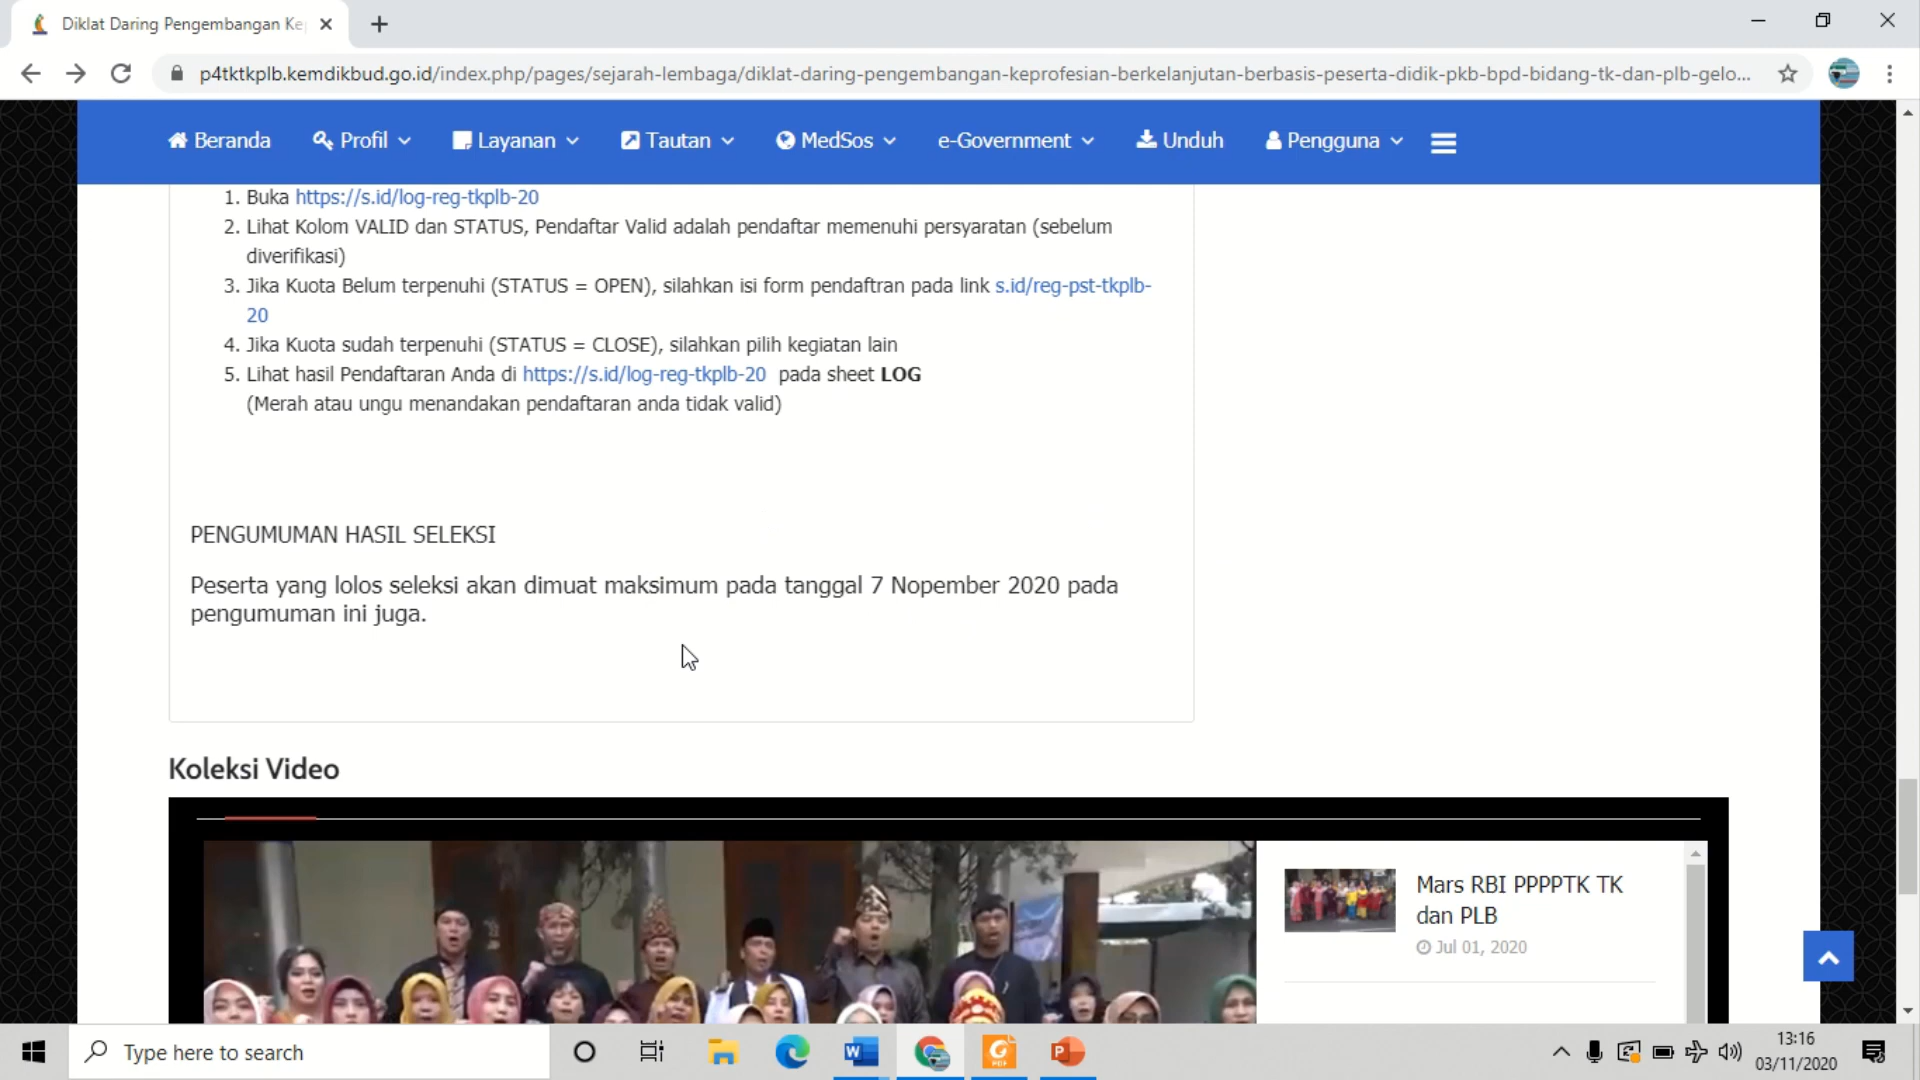 Diklat Daring Pengembangan Ke
p4tktkplb.kemdikbud.go.id/index.php/pages/sejarah-lembaga/diklat-daring-pengembangan-keprofesian-berkelanjutan-berbasis-peserta-didik-pkb-bpd-bidang-tk-dan-plb-gelo...
Beranda Profil Layanan Tautan MedSos e-Government Unduh Pengguna
1. Buka https://s.id/log-reg-tkplb-20
2. Lihat Kolom VALID dan STATUS, Pendaftar Valid adalah pendaftar memenuhi persyaratan (sebelum
diverifikasi)
3. Jika Kuota Belum terpenuhi (STATUS = OPEN), silahkan isi form pendaftran pada link s.id/reg-pst-tkplb-
20
4. Jika Kuota sudah terpenuhi (STATUS = CLOSE), silahkan pilih kegiatan lain
5. Lihat hasil Pendaftaran Anda di https://s.id/log-reg-tkplb-20 pada sheet LOG
(Merah atau ungu menandakan pendaftaran anda tidak valid)
PENGUMUMAN HASIL SELEKSI
Peserta yang lolos seleksi akan dimuat maksimum pada tanggal 7 Nopember 2020 pada
pengumuman ini juga.
Koleksi Video
Mars RBI PPPPTK TK
dan PLB
Jul 01, 2020
Type here to search
13:16
03/11/2020